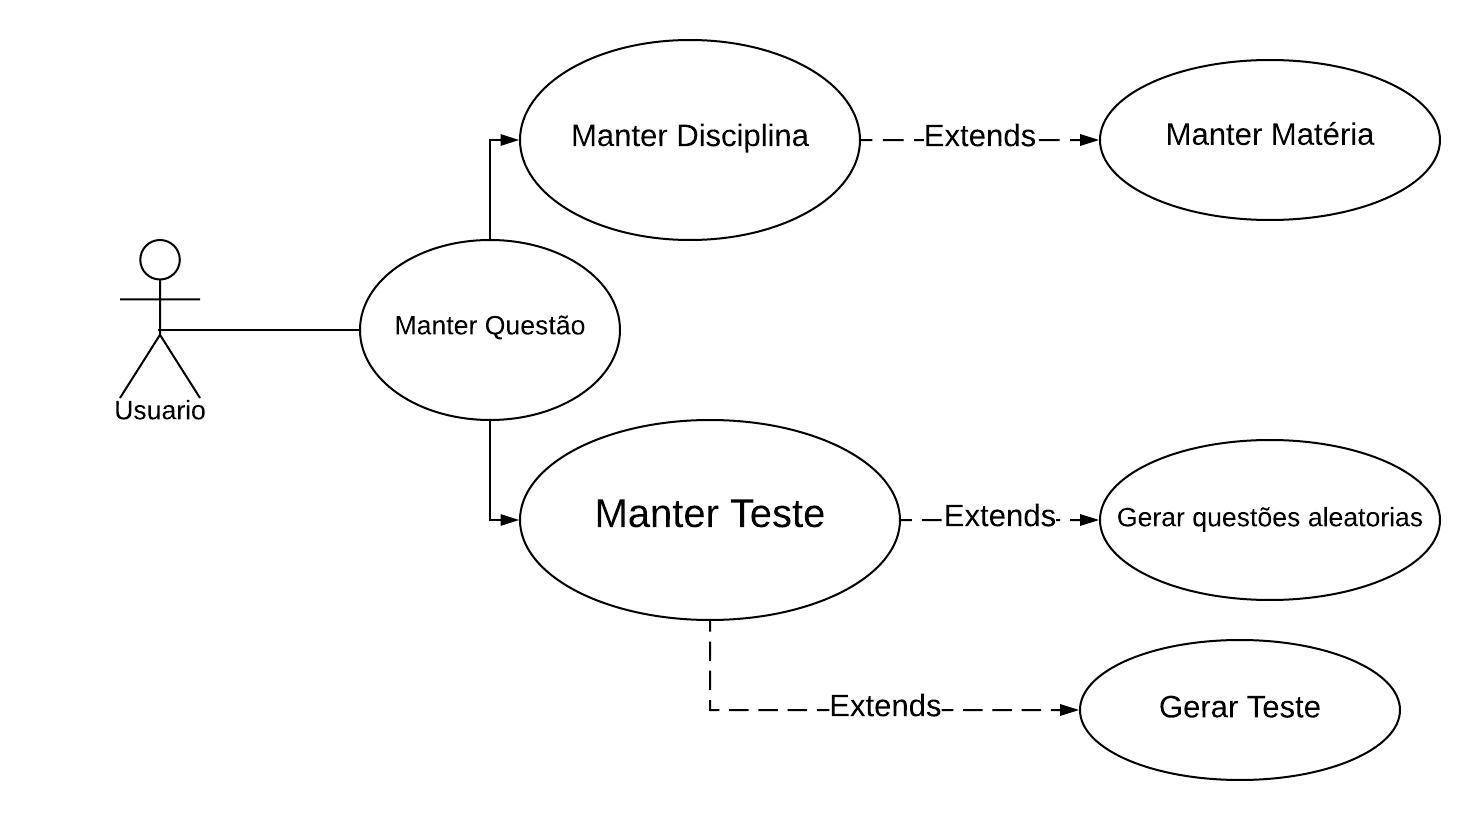 Manter Disciplina
Extends
Manter Matéria
Manter Questão
Usuario
Manter Teste
Extends
Gerar questões aleatorias
Extends
Gerar Teste